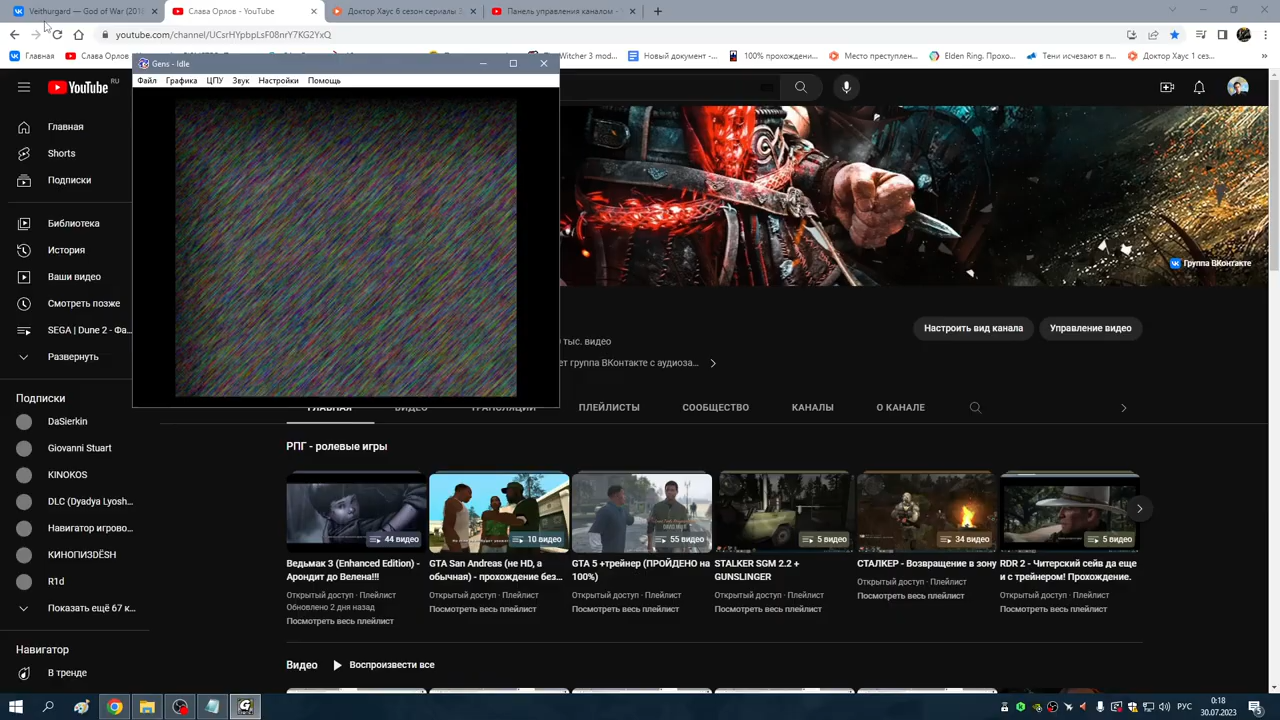 Veithurgard — God of War (2018
Слава Орлов - YouTube
Доктор Хаус 6 сезон сериалы 3
Панель управления каналом - Y
youtube.com/channel/UCsrHYpbpLsF08nrY7KG2YxQ
Главная
Слава Орлов
Witcher 3 mod...
Новый документ -...
100% прохождени...
Место преступлен...
Elden Ring. Прохо...
Тени исчезают в п...
Доктор Хаус 1 сез...
Gens - Idle
Файл
Графика
ЦПУ
Звук
Настройки
Помощь
YouTube
RU
Главная
Shorts
Подписки
Библиотека
История
Ваши видео
Смотреть позже
SEGA | Dune 2 - Фа...
Развернуть
Подписки
DaSierkin
Giovanni Stuart
KINOKOS
DLC (Dyadya Lyosh...
Навигатор игрово...
КИНОПИZDЁSН
R1d
Показать ещё 67 к...
Навигатор
В тренде
Группа ВКонтакте
Настроить вид канала
Управление видео
тыс. видео
ет группа ВКонтакте с аудиоза...
ГЛАВНАЯ
ВИДЕО
ТРАНСЛЯЦИИ
ПЛЕЙЛИСТЫ
СООБЩЕСТВО
КАНАЛЫ
О КАНАЛЕ
РПГ - ролевые игры
44 видео
10 видео
55 видео
5 видео
34 видео
5 видео
Ведьмак 3 (Enhanced Edition) - Арондит до Велена!!!
Открытый доступ · Плейлист
Обновлено 2 дня назад
Посмотреть весь плейлист
GTA San Andreas (не HD, а обычная) - прохождение без...
Открытый доступ · Плейлист
Посмотреть весь плейлист
GTA 5 +трейнер (ПРОЙДЕНО на 100%)
Открытый доступ · Плейлист
Посмотреть весь плейлист
STALKER SGM 2.2 + GUNSLINGER
Открытый доступ · Плейлист
Посмотреть весь плейлист
СТАЛКЕР - Возвращение в зону
Открытый доступ · Плейлист
Посмотреть весь плейлист
RDR 2 - Читерский сейв да еще и с трейнером! Прохождение.
Открытый доступ · Плейлист
Посмотреть весь плейлист
Видео
Воспроизвести все
РУС
0:18
30.07.2023